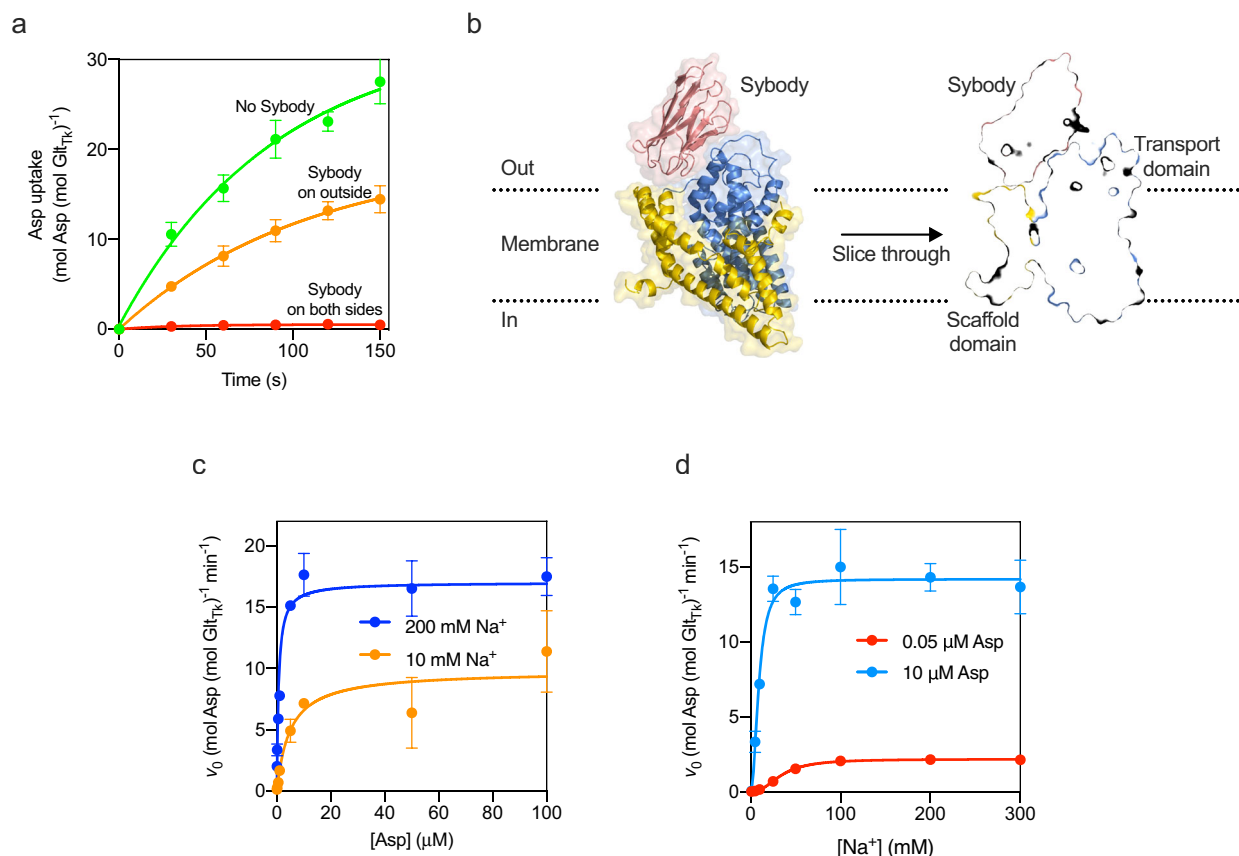 a
Asp uptake
(mol Asp (mol GltTk)-1)
30
20
10
0
No Sybody
Sybody
on outside
Sybody
on both sides
0
50
100
150
Time (s)
b
Sybody
Out
Membrane
In
Slice through
Sybody
Transport
domain
Scaffold
domain
c
v0 (mol Asp (mol GltTk)-1 min-1)
20
15
10
5
0
200 mM Na+
10 mM Na+
0
20
40
60
80
100
[Asp] (μM)
d
v0 (mol Asp (mol GltTk)-1 min-1)
15
10
5
0
0.05 μM Asp
10 μM Asp
0
100
200
300
[Na+] (mM)